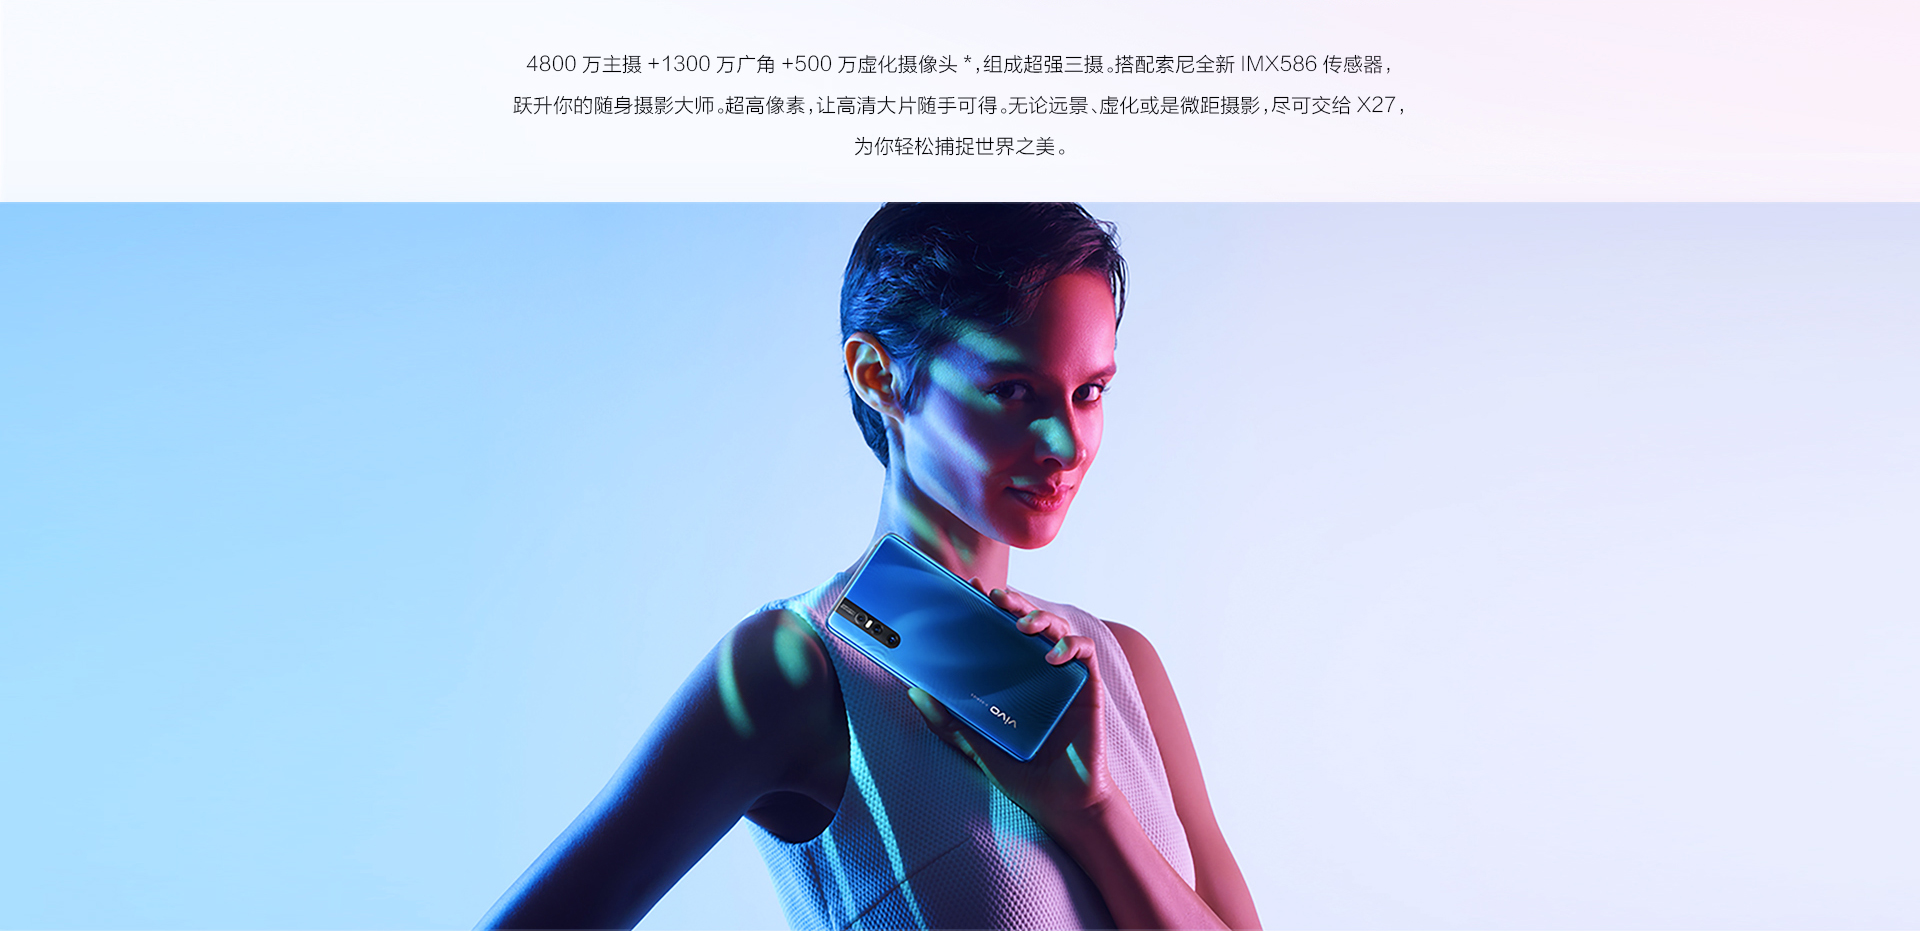 4800 万主摄 +1300 万广角 +500 万虚化摄像头 *，组成超强三摄。搭配索尼全新 IMX586 传感器，
跃升你的随身摄影大师。超高像素，让高清大片随手可得。无论远景、虚化或是微距摄影，尽可交给 X27，
为你轻松捕捉世界之美。
vivo